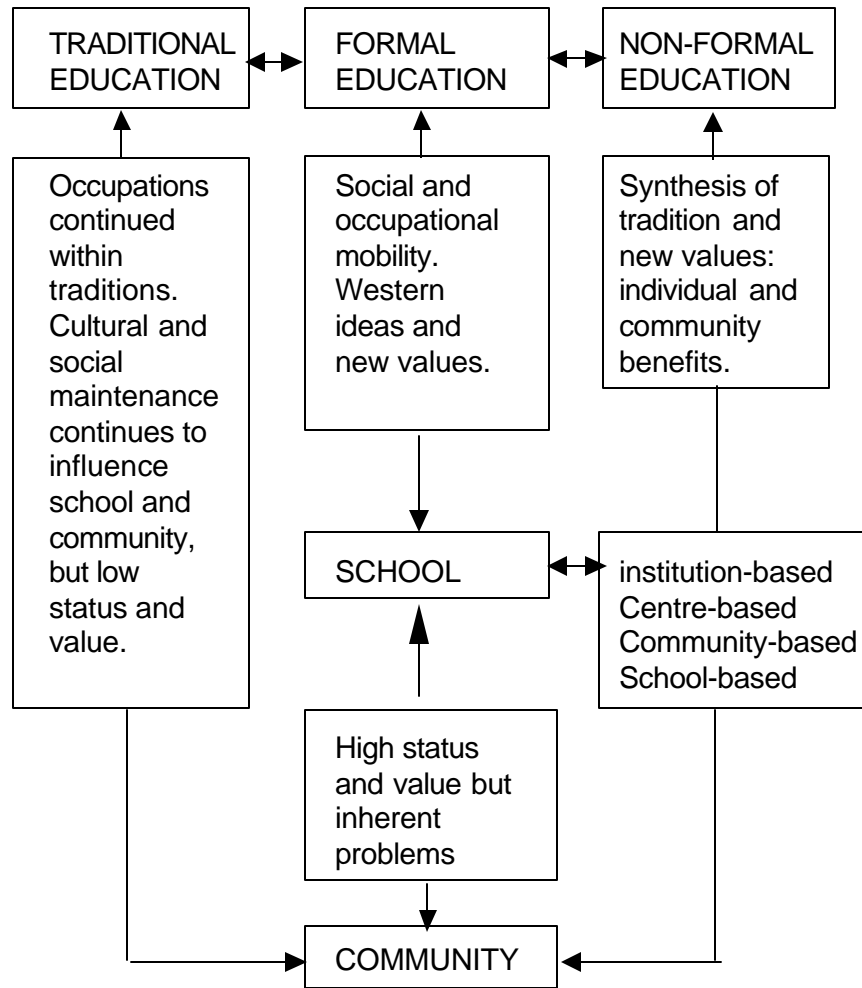 TRADITIONAL
EDUCATION
FORMAL
EDUCATION
NON-FORMAL
EDUCATION
Occupations
continued
within
traditions.
Cultural and
social
maintenance
continues to
influence
school and
community,
but low
status and
value.
Social and
occupational
mobility.
Western
ideas and
new values.
Synthesis of
tradition and
new values:
individual and
community
benefits.
SCHOOL
institution-based
Centre-based
Community-based
School-based
High status
and value but
inherent
problems
COMMUNITY